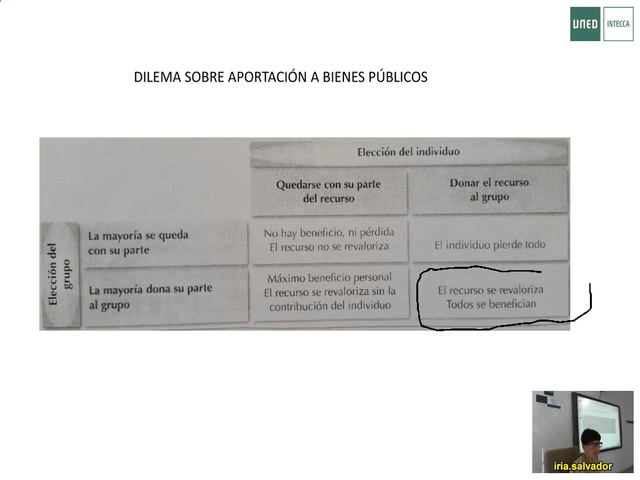 UNED
INTECCA
DILEMA SOBRE APORTACIÓN A BIENES PÚBLICOS
Elección del individuo
Quedarse con su parte
del recurso
Donar el recurso
al grupo
Elección del
grupo
La mayoría se queda
con su parte
No hay beneficio, ni pérdida
El recurso no se revaloriza
El individuo pierde todo
La mayoría dona su parte
al grupo
Máximo beneficio personal
El recurso se revaloriza sin la
contribución del individuo
El recurso se revaloriza
Todos se benefician
iria.salvador